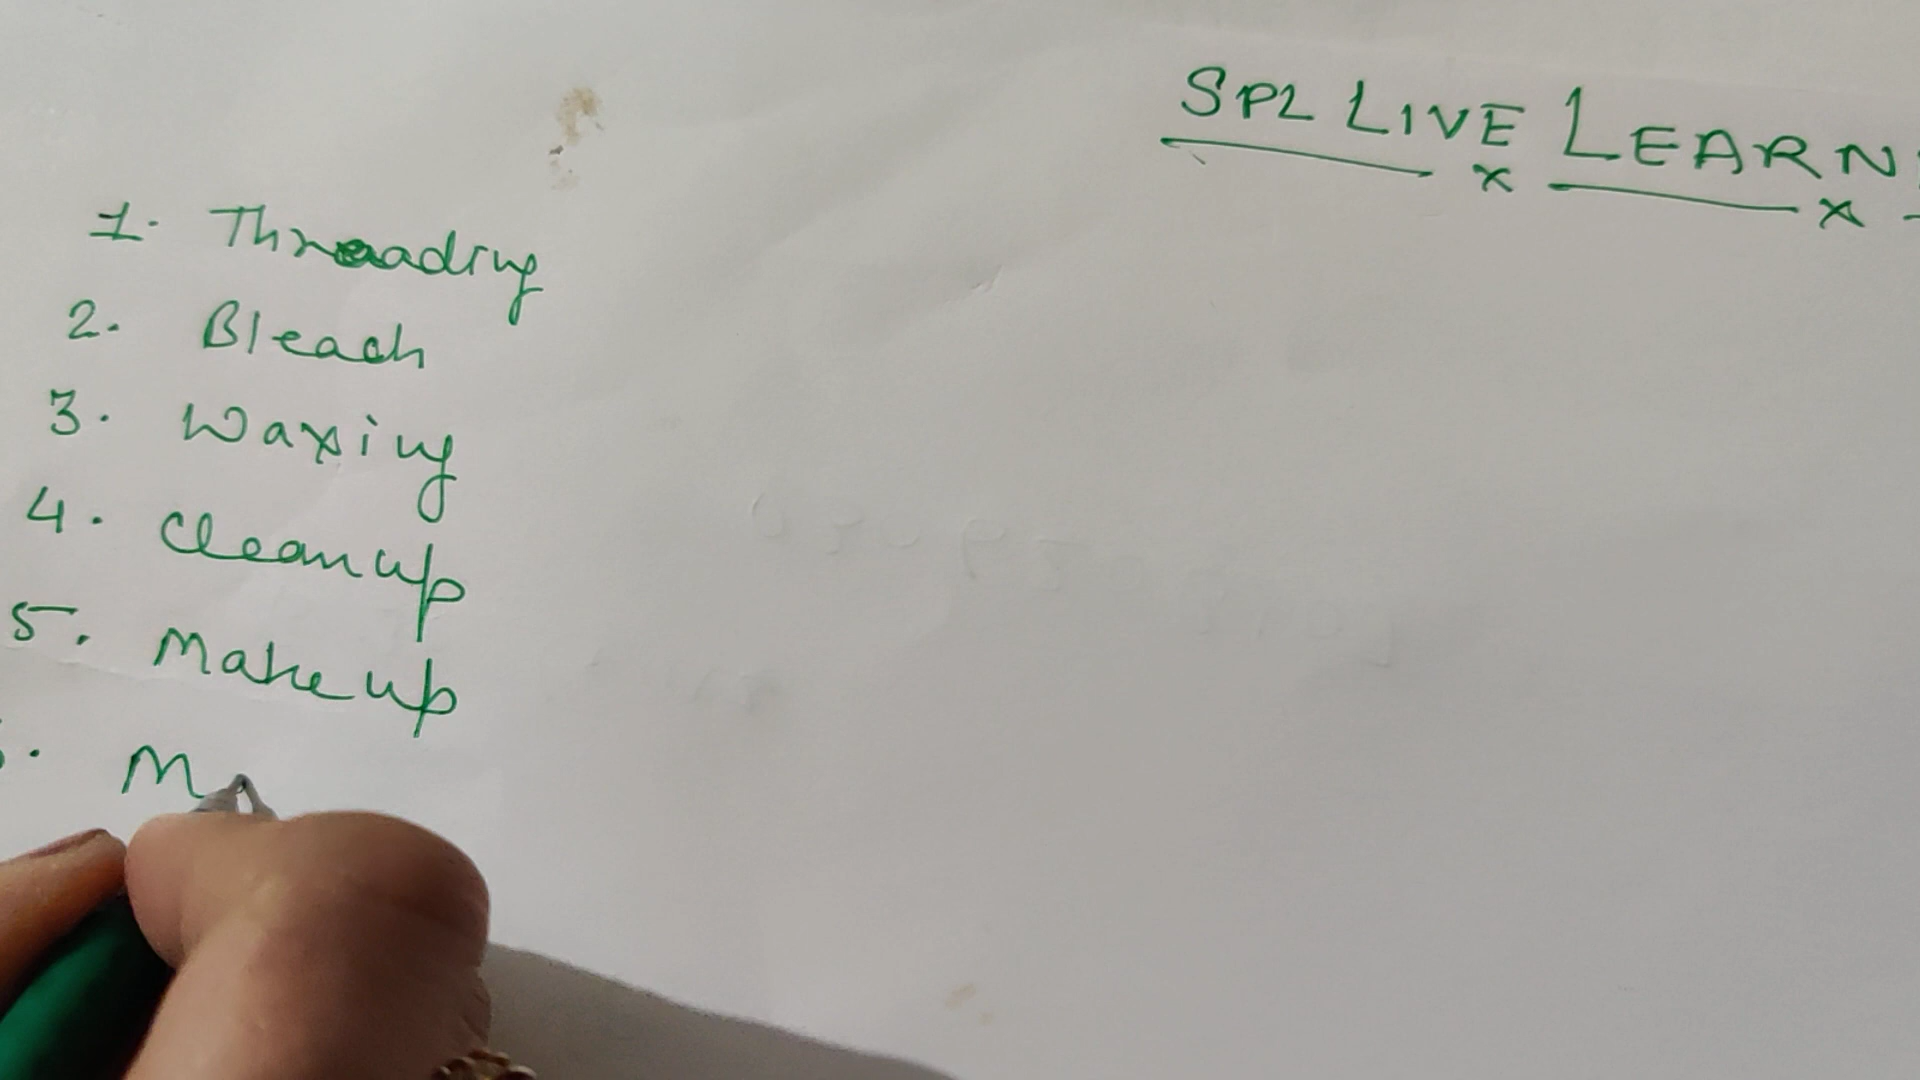 SPL LIVE LEARN
1. Threading
2. Bleach
3. Waxing
4. Cleanup
5. Makeup
M